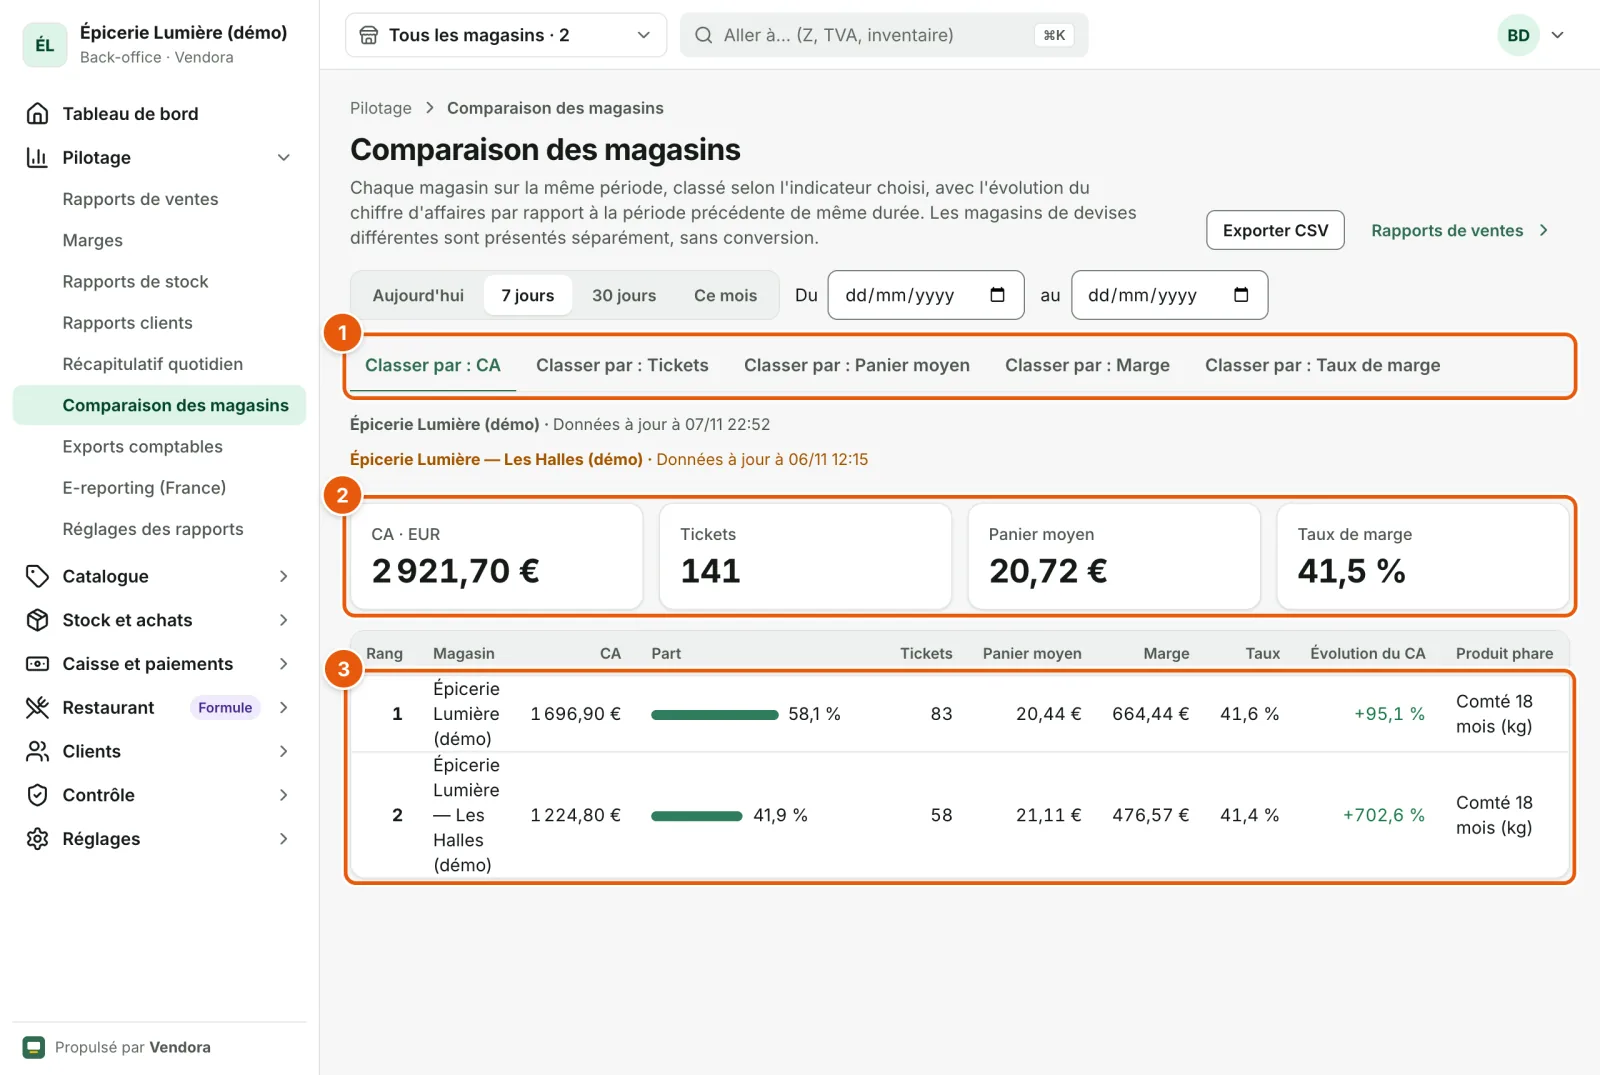 ÉL
Épicerie Lumière (démo)
Back-office · Vendora
Tableau de bord
Pilotage
Rapports de ventes
Marges
Rapports de stock
Rapports clients
Récapitulatif quotidien
Comparaison des magasins
Exports comptables
E-reporting (France)
Réglages des rapports
Catalogue
Stock et achats
Caisse et paiements
Restaurant Formule
Clients
Contrôle
Réglages
Propulsé par Vendora
Tous les magasins · 2
Aller à... (Z, TVA, inventaire) ⌘K
BD
Pilotage > Comparaison des magasins
Comparaison des magasins
Chaque magasin sur la même période, classé selon l'indicateur choisi, avec l'évolution du
chiffre d'affaires par rapport à la période précédente de même durée. Les magasins de devises
différentes sont présentés séparément, sans conversion.
Exporter CSV
Rapports de ventes
Aujourd'hui 7 jours 30 jours Ce mois Du dd/mm/yyyy au dd/mm/yyyy
1
Classer par : CA Classer par : Tickets Classer par : Panier moyen Classer par : Marge Classer par : Taux de marge
Épicerie Lumière (démo) · Données à jour à 07/11 22:52
Épicerie Lumière — Les Halles (démo) · Données à jour à 06/11 12:15
2
CA · EUR
2 921,70 €
Tickets
141
Panier moyen
20,72 €
Taux de marge
41,5 %
Rang Magasin CA Part Tickets Panier moyen Marge Taux Évolution du CA Produit phare
3
1 Épicerie Lumière (démo) 1 696,90 € 58,1 % 83 20,44 € 664,44 € 41,6 % +95,1 % Comté 18 mois (kg)
2 Épicerie Lumière — Les Halles (démo) 1 224,80 € 41,9 % 58 21,11 € 476,57 € 41,4 % +702,6 % Comté 18 mois (kg)